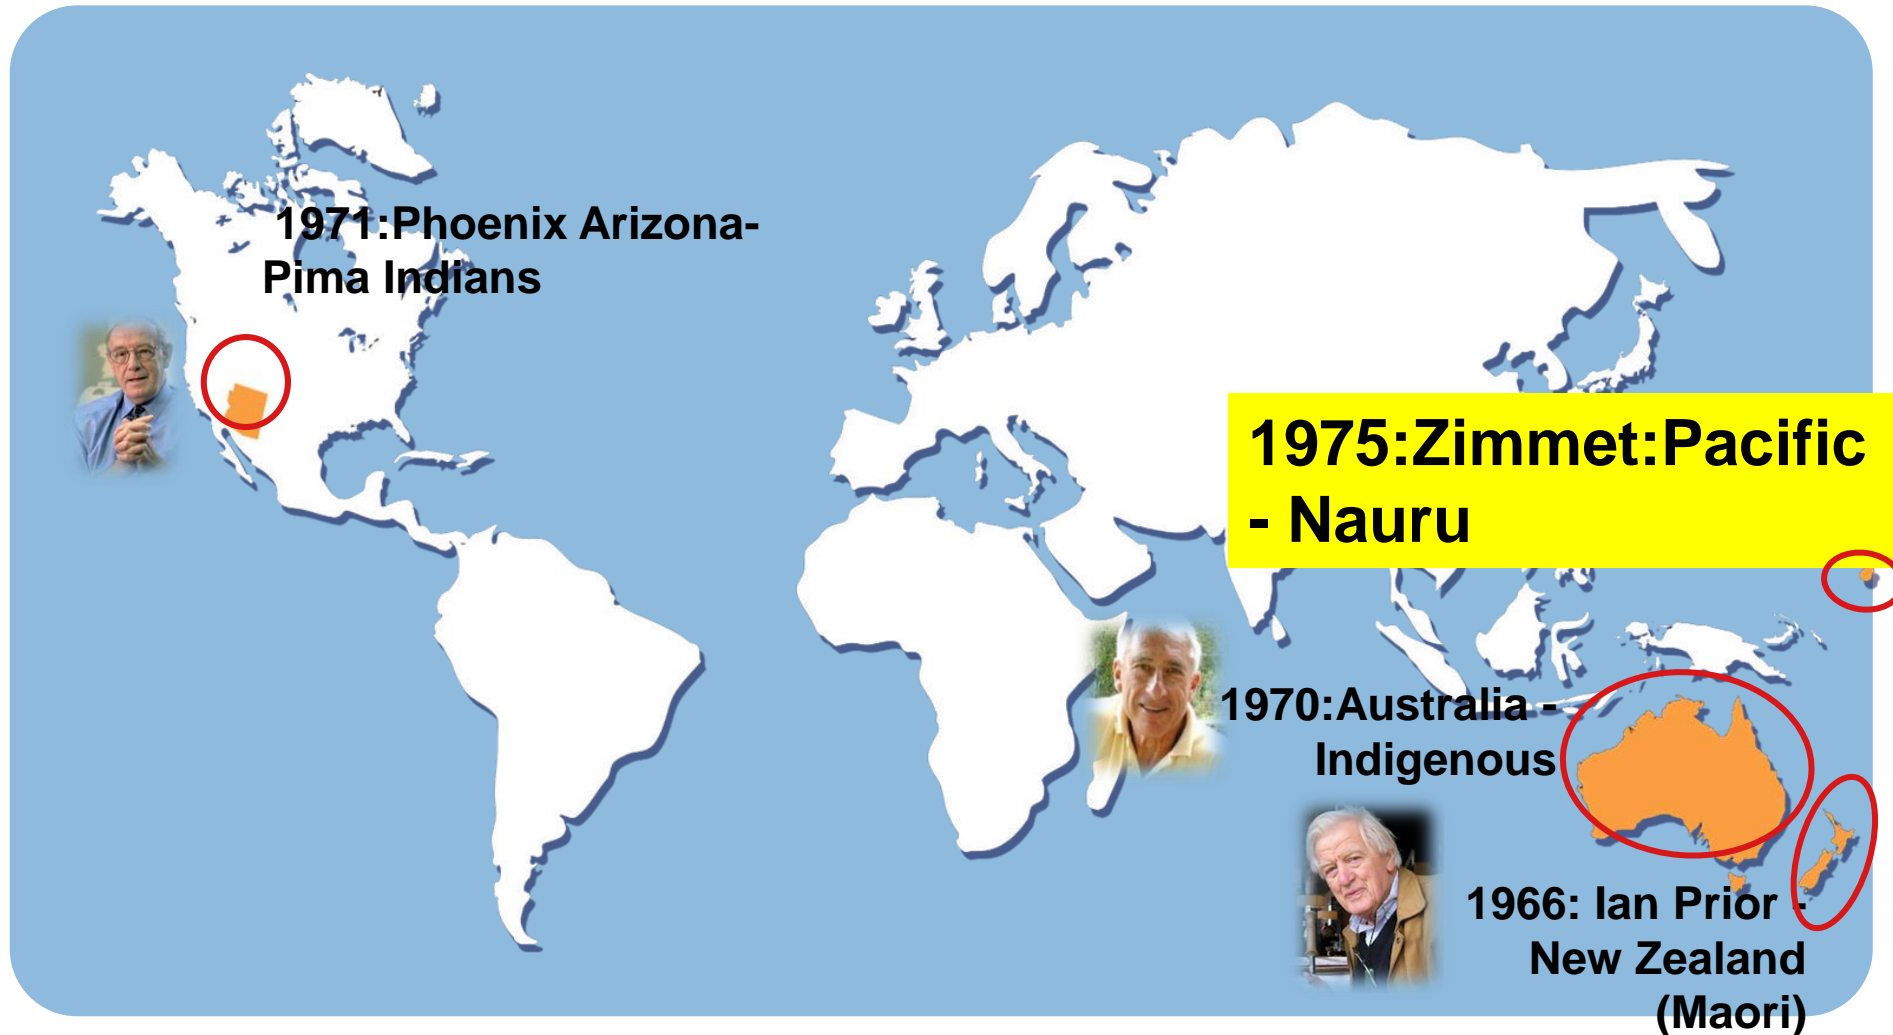 1971:Phoenix Arizona-
Pima Indians
1975:Zimmet:Pacific
- Nauru
1970:Australia -
Indigenous
1966: Ian Prior -
New Zealand
(Maori)